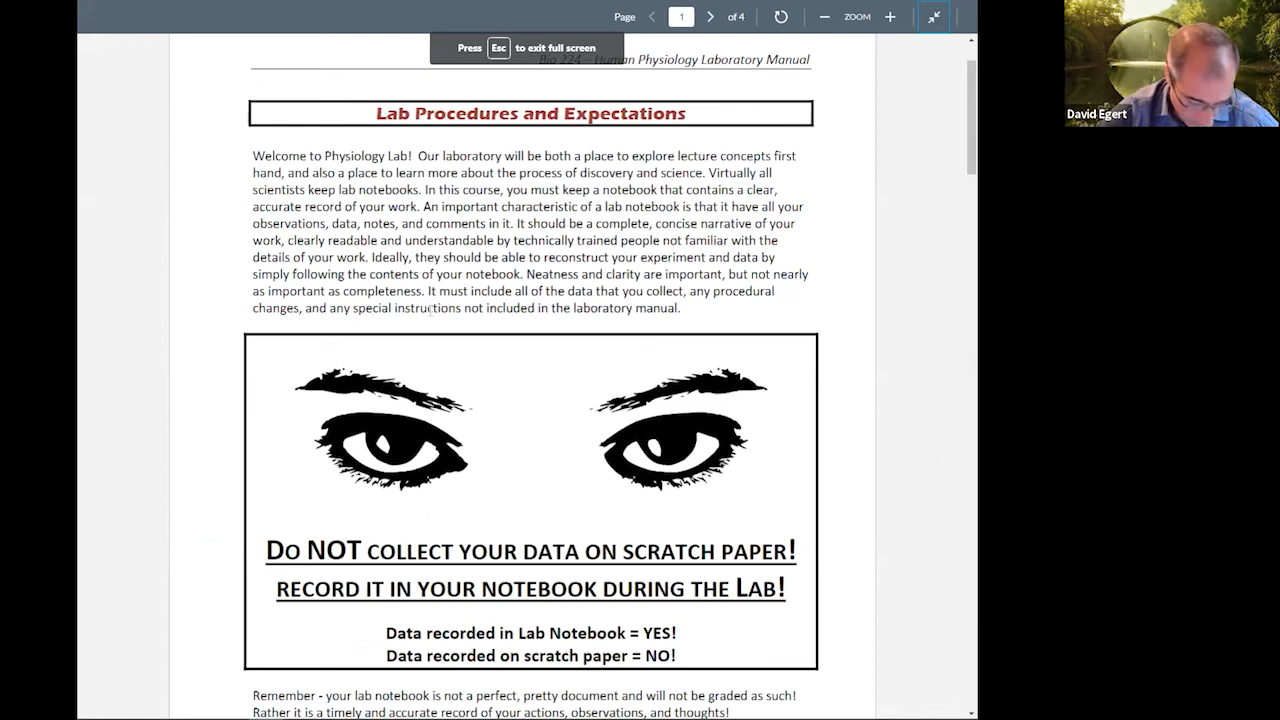 Page 1 of 4 ZOOM
Press Esc to exit full screen
Bio 224 – Human Physiology Laboratory Manual
David Egert
Lab Procedures and Expectations
Welcome to Physiology Lab! Our laboratory will be both a place to explore lecture concepts first
hand, and also a place to learn more about the process of discovery and science. Virtually all
scientists keep lab notebooks. In this course, you must keep a notebook that contains a clear,
accurate record of your work. An important characteristic of a lab notebook is that it have all your
observations, data, notes, and comments in it. It should be a complete, concise narrative of your
work, clearly readable and understandable by technically trained people not familiar with the
details of your work. Ideally, they should be able to reconstruct your experiment and data by
simply following the contents of your notebook. Neatness and clarity are important, but not nearly
as important as completeness. It must include all of the data that you collect, any procedural
changes, and any special instructions not included in the laboratory manual.
DO NOT COLLECT YOUR DATA ON SCRATCH PAPER!
RECORD IT IN YOUR NOTEBOOK DURING THE LAB!
Data recorded in Lab Notebook = YES!
Data recorded on scratch paper = NO!
Remember - your lab notebook is not a perfect, pretty document and will not be graded as such!
Rather it is a timely and accurate record of your actions, observations, and thoughts!